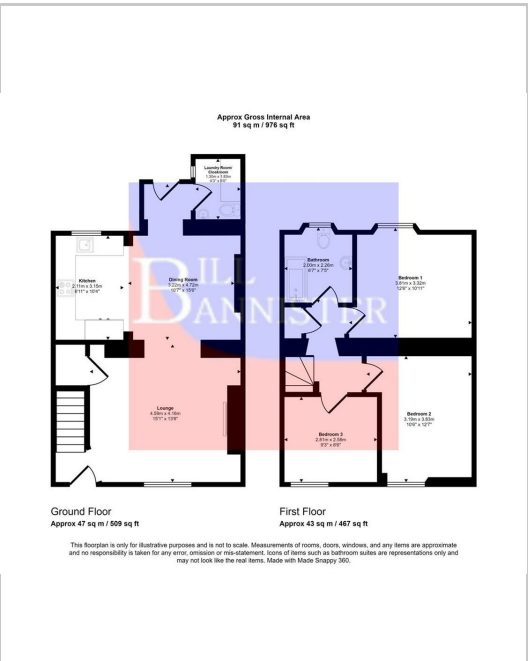 Approx Gross Internal Area
91 sq m / 976 sq ft
Laundry Room/
Cloakroom
Kitchen
2.11m x 3.15m
6'11" x 10'4"
Dining Room
3.22m x 4.72m
BILL
BANNISTER
Bathroom
2.00m x 2.26m
6'7" x 7'5"
Bedroom 1
3.81m x 3.32m
12'6" x 10'11"
Lounge
4.59m x 4.18m
15'1" x 13'8"
Bedroom 3
2.81m x 2.58m
9'3" x 8'6"
Bedroom 2
3.19m x 3.83m
10'6" x 12'7"
Ground Floor
Approx 47 sq m / 509 sq ft
First Floor
Approx 43 sq m / 467 sq ft
This floorplan is only for illustrative purposes and is not to scale. Measurements of rooms, doors, windows, and any items are approximate
and no responsibility is taken for any error, omission or mis-statement. Icons of items such as bathroom suites are representations only and
may not look like the real items. Made with Made Snappy 360.